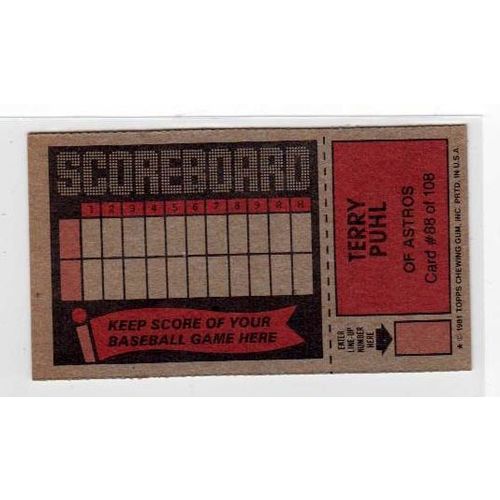 SCOREBOARD
1 2 3 4 5 6 7 8 9 R H
KEEP SCORE OF YOUR
BASEBALL GAME HERE
TERRY
PUHL
OF ASTROS
Card #88 of 108
ENTER
LINE-UP
NUMBER
HERE
★ © 1981 TOPPS CHEWING GUM, INC. PRTD. IN U.S.A.